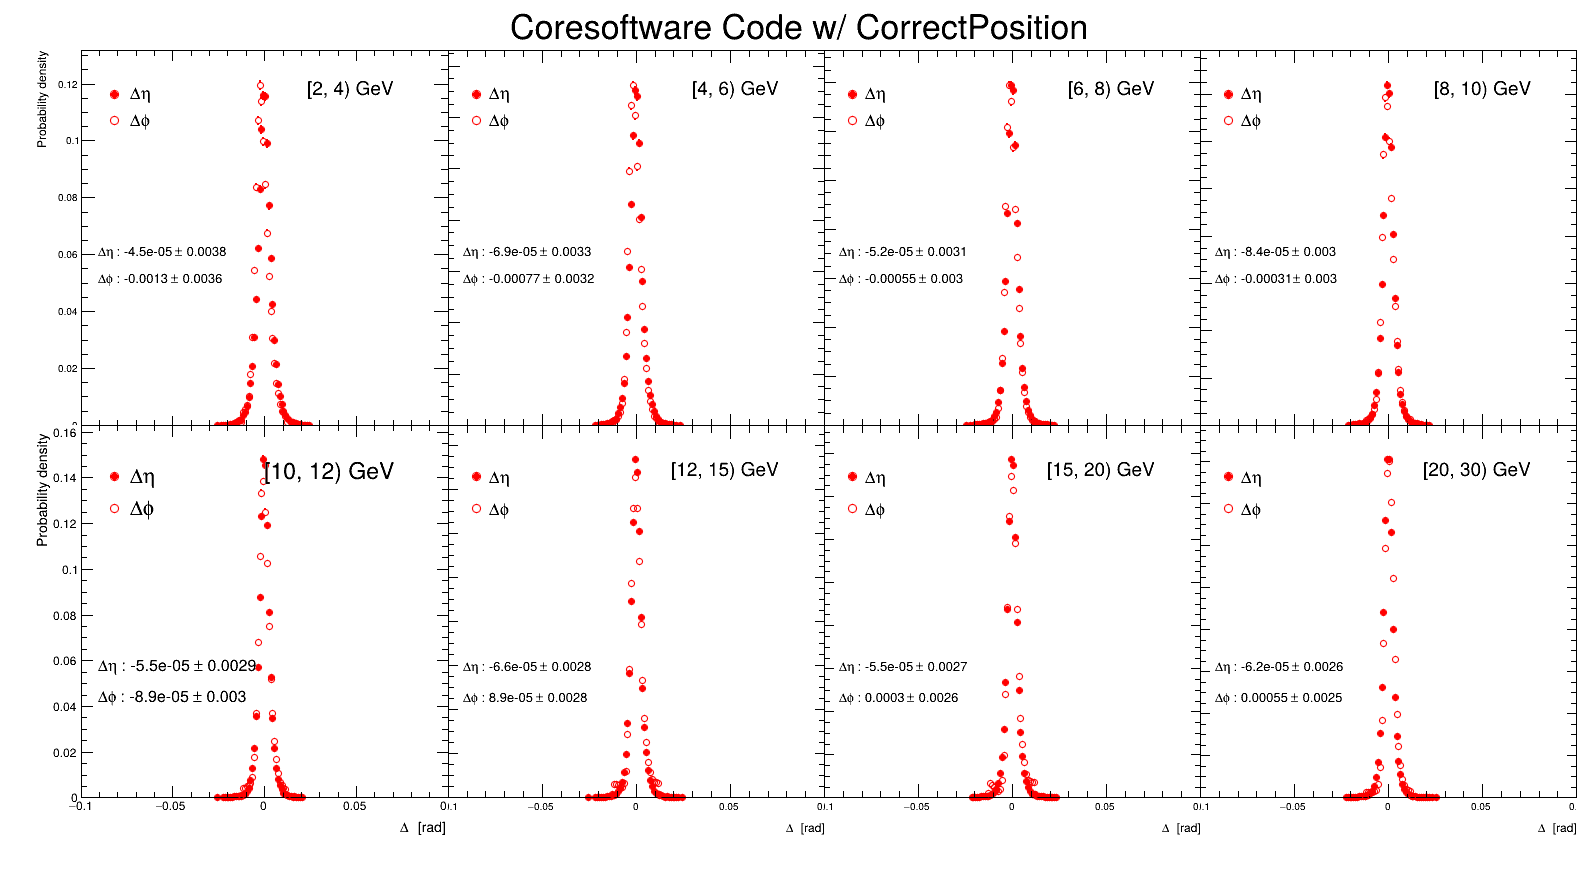 Coresoftware Code w/ CorrectPosition
Probability density
0.12
0.1
0.08
0.06
0.04
0.02
Δη
Δϕ
[2, 4) GeV
Δη : -4.5e-05 ± 0.0038
Δϕ : -0.0013 ± 0.0036
Δη
Δϕ
[4, 6) GeV
Δη : -6.9e-05 ± 0.0033
Δϕ : -0.00077 ± 0.0032
Δη
Δϕ
[6, 8) GeV
Δη : -5.2e-05 ± 0.0031
Δϕ : -0.00055 ± 0.003
Δη
Δϕ
[8, 10) GeV
Δη : -8.4e-05 ± 0.003
Δϕ : -0.00031 ± 0.003
Probability density
0.16
0.14
0.12
0.1
0.08
0.06
0.04
0.02
0
Δη
Δϕ
[10, 12) GeV
Δη : -5.5e-05 ± 0.0029
Δϕ : -8.9e-05 ± 0.003
−0.1 −0.05 0 0.05
Δ [rad]
Δη
Δϕ
[12, 15) GeV
Δη : -6.6e-05 ± 0.0028
Δϕ : 8.9e-05 ± 0.0028
−0.05 0 0.05
Δ [rad]
Δη
Δϕ
[15, 20) GeV
Δη : -5.5e-05 ± 0.0027
Δϕ : 0.0003 ± 0.0026
−0.05 0 0.05
Δ [rad]
Δη
Δϕ
[20, 30) GeV
Δη : -6.2e-05 ± 0.0026
Δϕ : 0.00055 ± 0.0025
−0.05 0 0.05
Δ [rad]